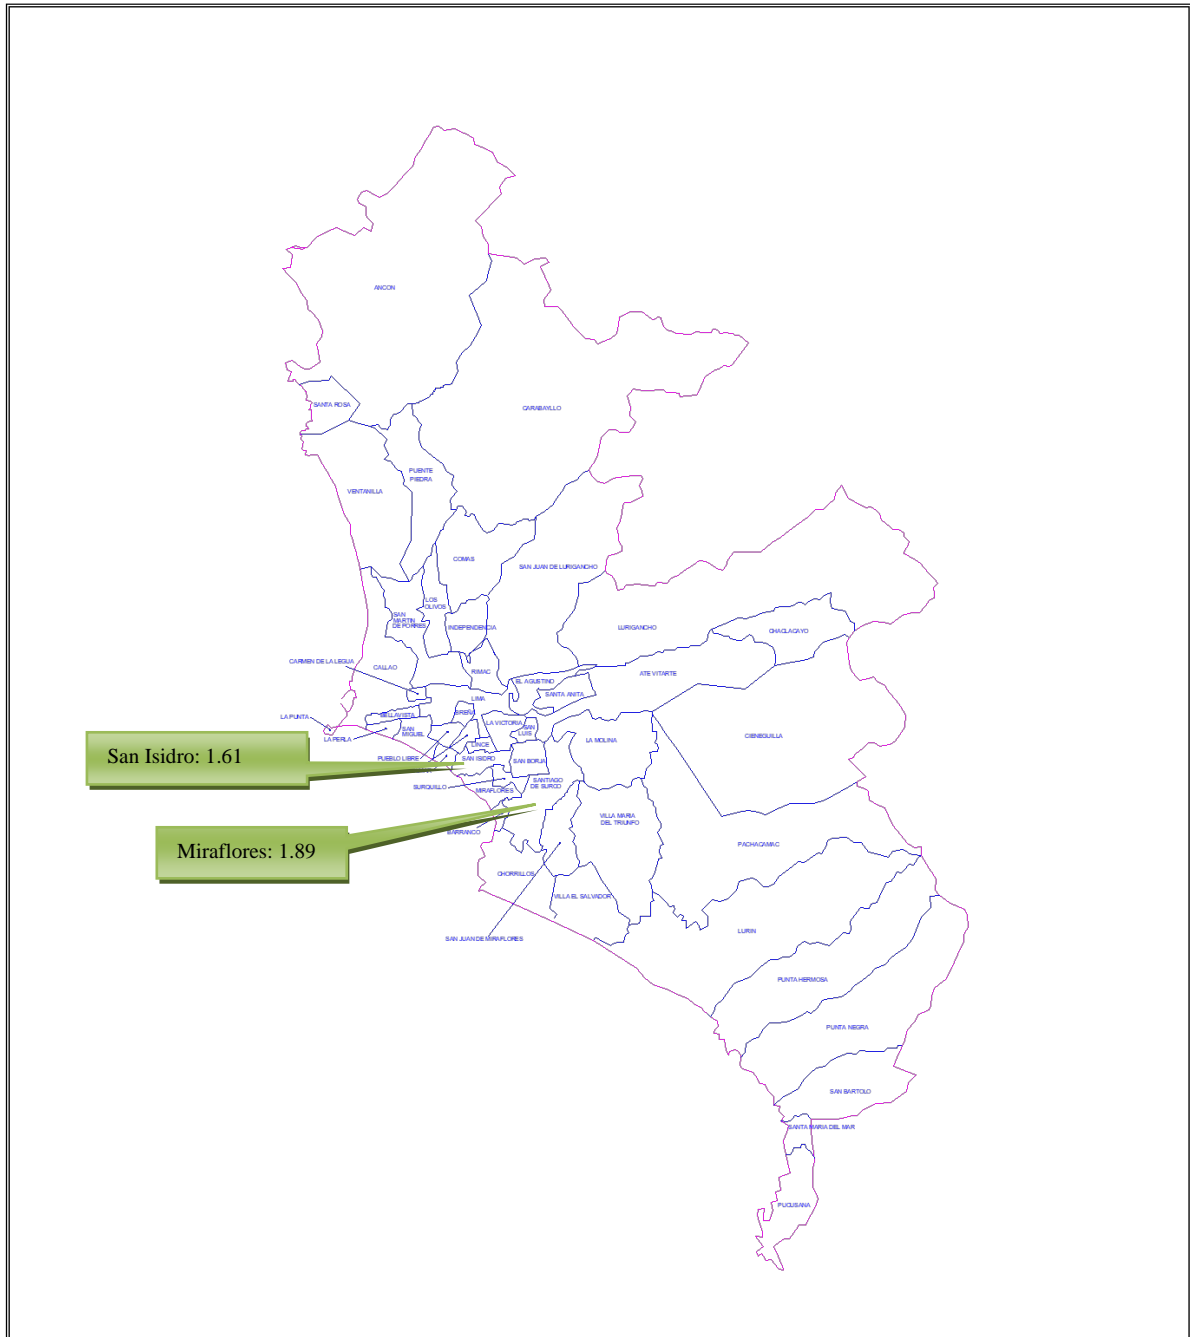 ANCON
SANTA ROSA
CARABAYLLO
PUENTE
PIEDRA
VENTANILLA
COMAS
SAN JUAN DE LURIGANCHO
LOS
OLIVOS
SAN
MARTIN
DE PORRES
INDEPENDENCIA
LURIGANCHO
CHACLACAYO
CARMEN DE LA LEGUA
CALLAO
RIMAC
ATE VITARTE
EL AGUSTINO
SANTA ANITA
LIMA
LA PUNTA
BELLAVISTA
BREÑA
LA VICTORIA
SAN
LUIS
SAN
MIGUEL
LA PERLA
LINCE
LA MOLINA
CIENEGUILLA
San Isidro: 1.61
PUEBLO LIBRE
SAN ISIDRO
SAN BORJA
SURQUILLO
MIRAFLORES
SANTIAGO
DE SURCO
VILLA MARIA
DEL TRIUNFO
BARRANCO
Miraflores: 1.89
PACHACAMAC
CHORRILLOS
VILLA EL SALVADOR
LURIN
SAN JUAN DE MIRAFLORES
PUNTA HERMOSA
PUNTA NEGRA
SAN BARTOLO
SANTA MARIA DEL MAR
PUCUSANA